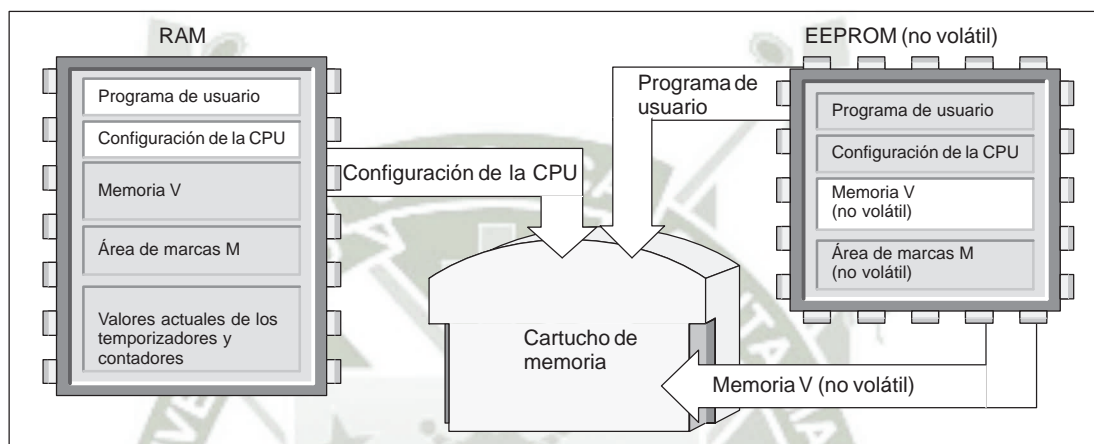 RAM
Programa de usuario
Configuración de la CPU
Memoria V
Área de marcas M
Valores actuales de los
temporizadores y
contadores
Configuración de la CPU
Programa de
usuario
EEPROM (no volátil)
Programa de usuario
Configuración de la CPU
Memoria V
(no volátil)
Área de marcas M
(no volátil)
Cartucho de
memoria
Memoria V (no volátil)